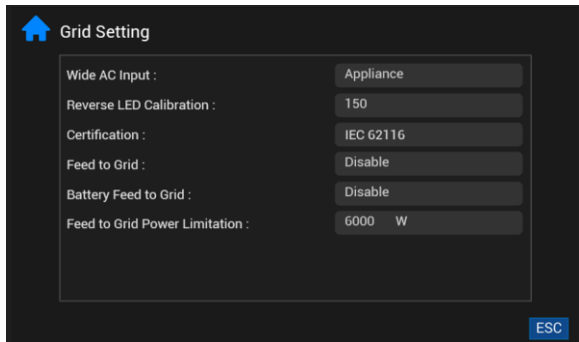 Grid Setting
Wide AC Input : Appliance
Reverse LED Calibration : 150
Certification : IEC 62116
Feed to Grid : Disable
Battery Feed to Grid : Disable
Feed to Grid Power Limitation : 6000 W
ESC